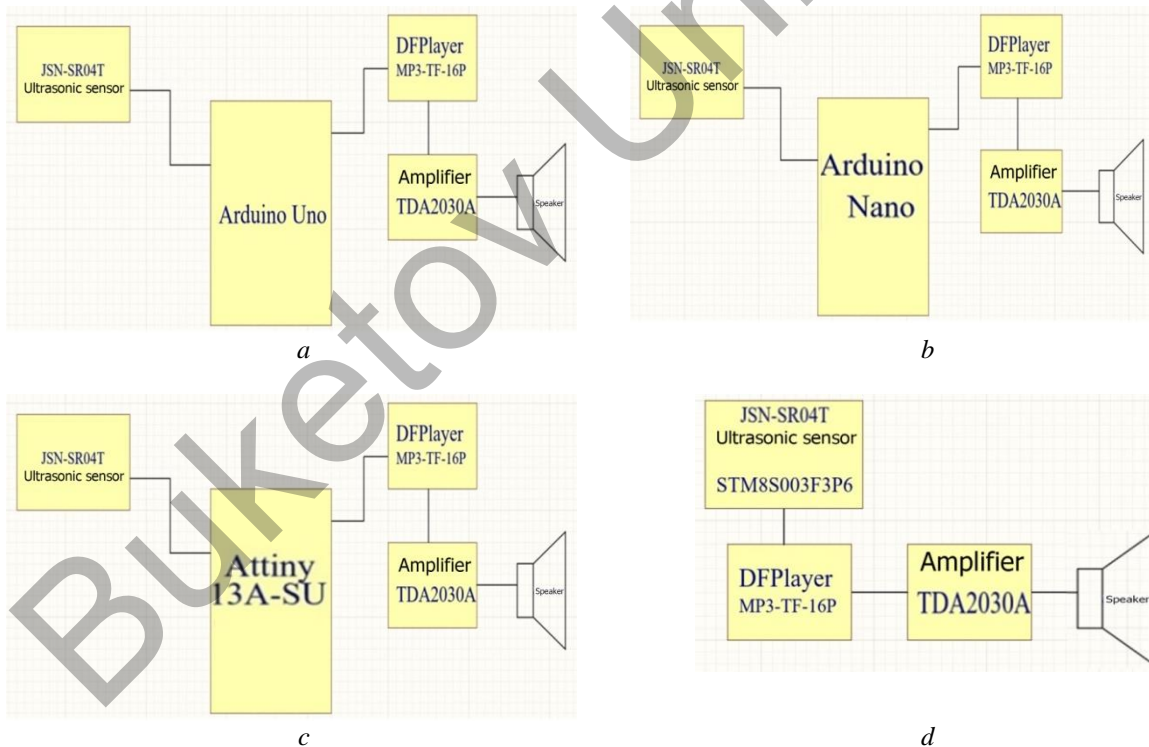 JSN-SR04T
Ultrasonic sensor
Arduino Uno
DFPlayer
MP3-TF-16P
Amplifier
TDA2030A
Speaker
a
JSN-SR04T
Ultrasonic sensor
Arduino
Nano
DFPlayer
MP3-TF-16P
Amplifier
TDA2030A
Speaker
b
JSN-SR04T
Ultrasonic sensor
Attiny
13A-SU
DFPlayer
MP3-TF-16P
Amplifier
TDA2030A
Speaker
c
JSN-SR04T
Ultrasonic sensor
STM8S003F3P6
DFPlayer
MP3-TF-16P
Amplifier
TDA2030A
Speaker
d
Buketov